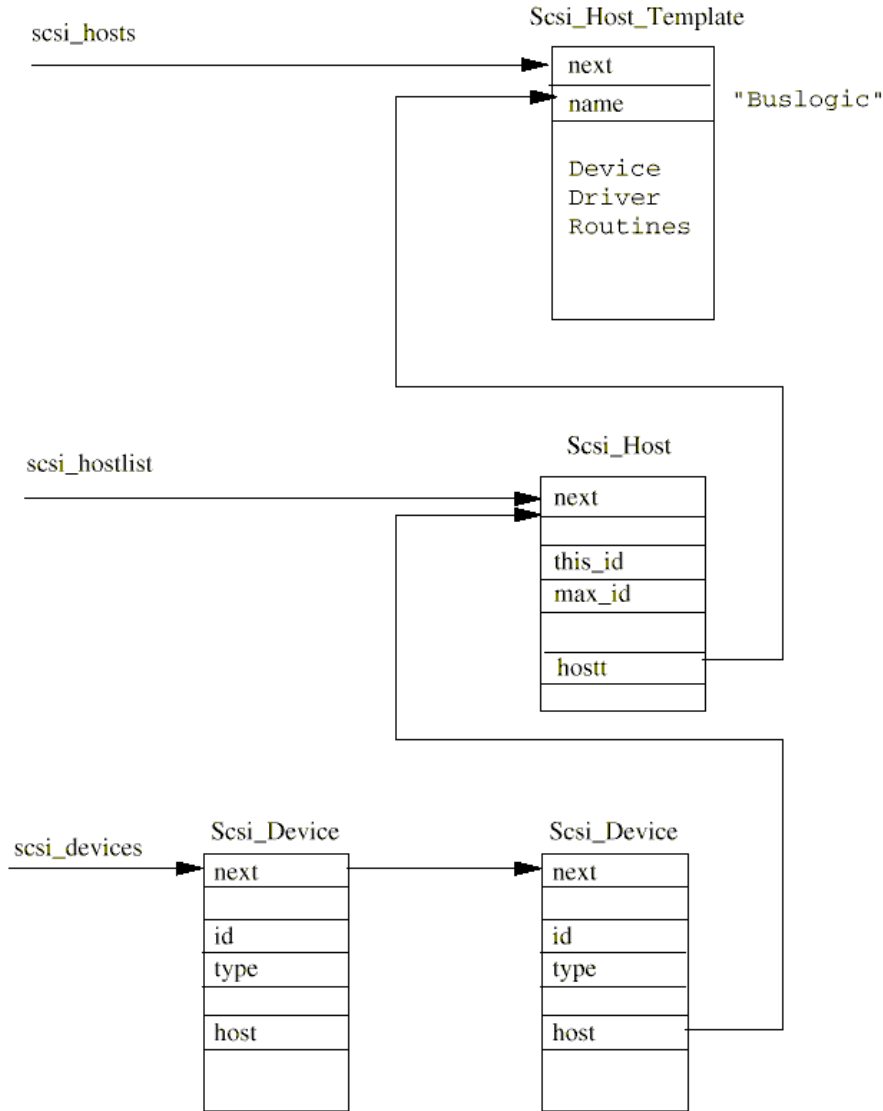 Scsi_Host_Template
scsi_hosts
next
name
"Buslogic"
Device
Driver
Routines
Scsi_Host
scsi_hostlist
next
this_id
max_id
hostt
Scsi_Device
Scsi_Device
scsi_devices
next
next
id
id
type
type
host
host